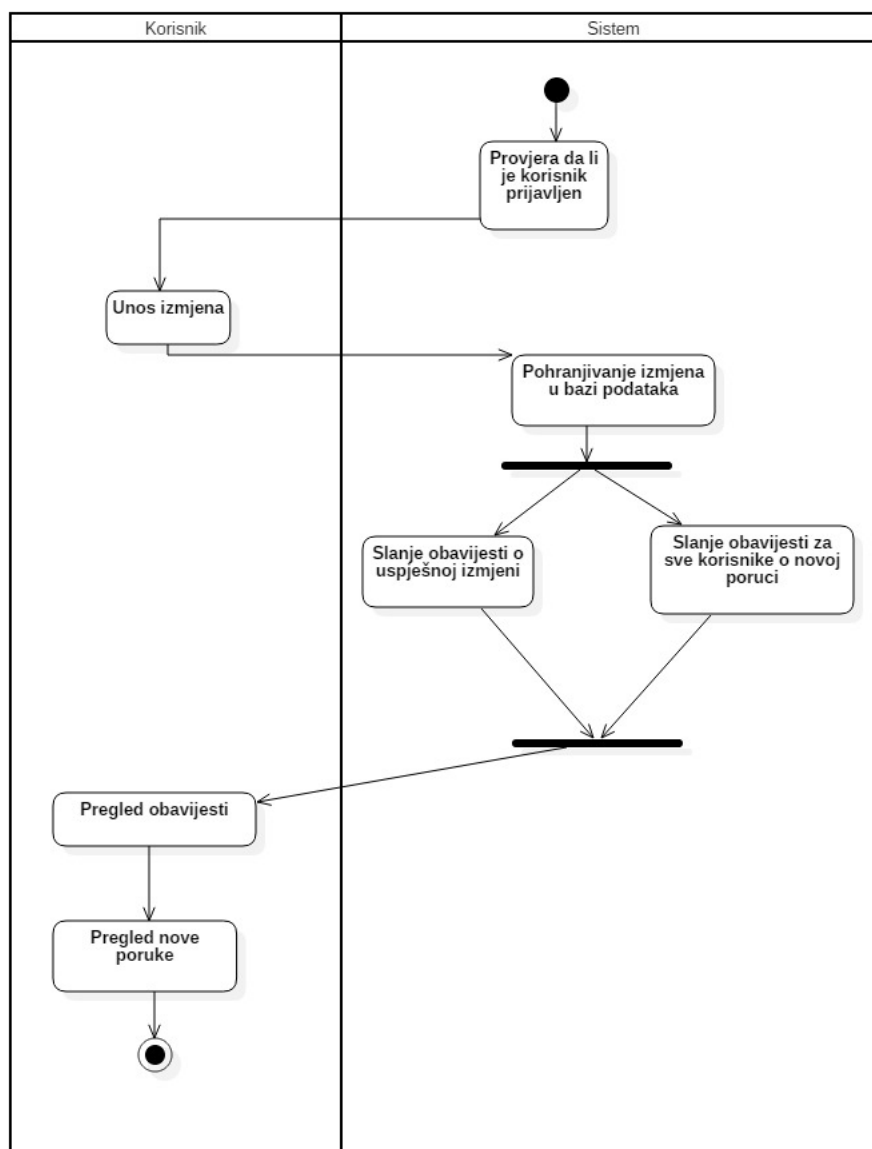 Korisnik
Sistem
Provjera da li
je korisnik
prijavljen
Unos izmjena
Pohranjivanje izmjena
u bazi podataka
Slanje obavijesti o
uspješnoj izmjeni
Slanje obavijesti za
sve korisnike o novoj
poruci
Pregled obavijesti
Pregled nove
poruke